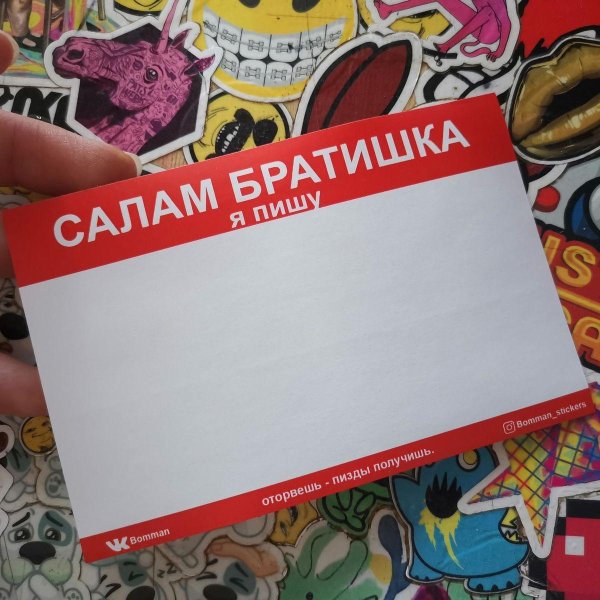 САЛАМ БРАТИШКА
я пишу
Bomman_stickers
оторвешь - пизды получишь.
Bomman